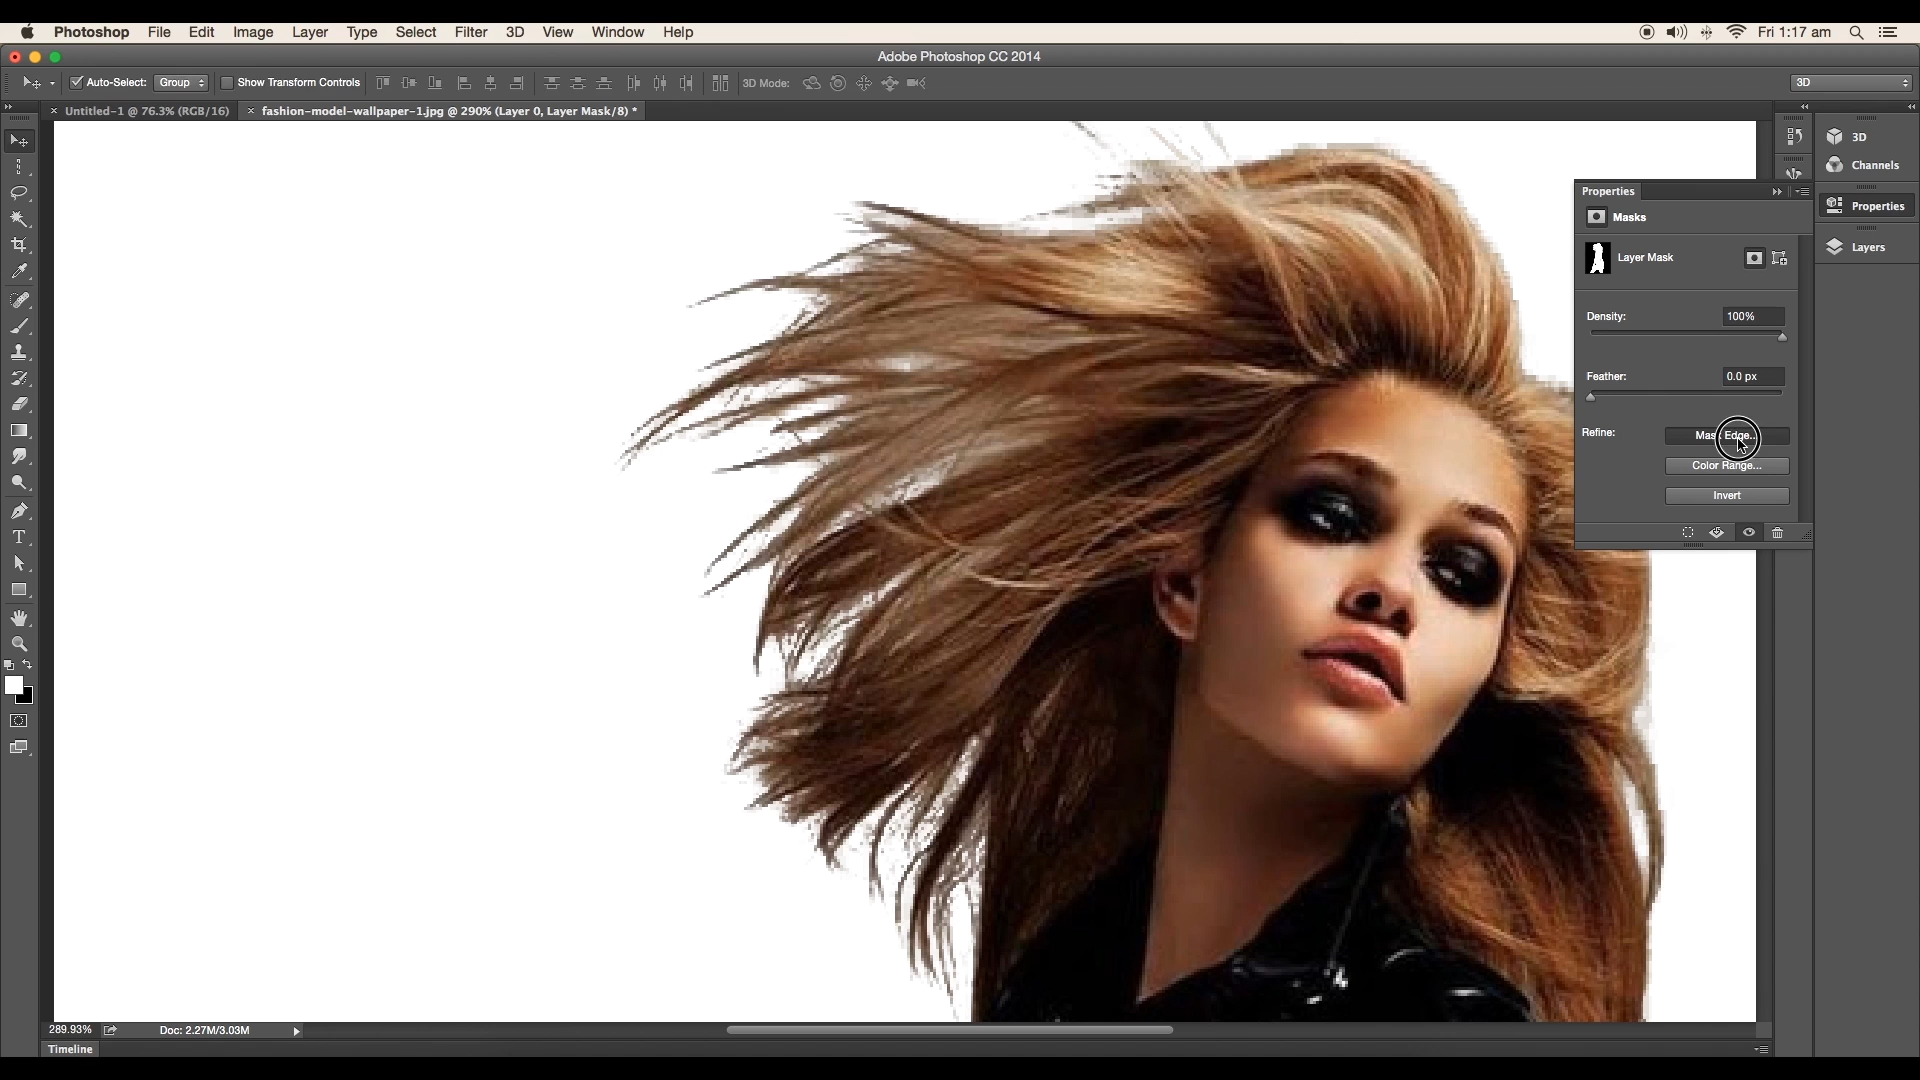 Photoshop File Edit Image Layer Type Select Filter 3D View Window Help Fri 1:17 am
Adobe Photoshop CC 2014
Auto-Select: Group Show Transform Controls 3D Mode: 3D
Untitled-1 @ 76.3% (RGB/16) fashion-model-wallpaper-1.jpg @ 290% (Layer 0, Layer Mask/8) *
3D
Channels
Properties
Layers
Properties
Masks
Layer Mask
Density: 100%
Feather: 0.0 px
Refine: Mask Edge...
Color Range...
Invert
289.93% Doc: 2.27M/3.03M
Timeline